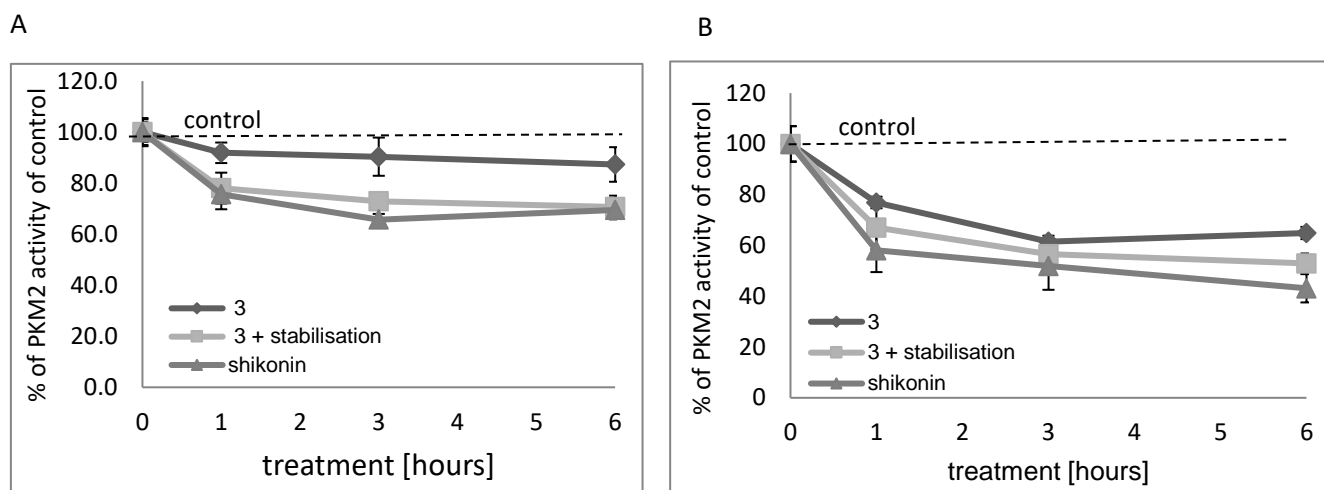 A
% of PKM2 activity of control
120.0
100.0
80.0
60.0
40.0
20.0
0.0
control
3
3 + stabilisation
shikonin
0 1 2 3 4 5 6
treatment [hours]
B
% of PKM2 activity of control
120
100
80
60
40
20
0
control
3
3 + stabilisation
shikonin
0 1 2 3 4 5 6
treatment [hours]